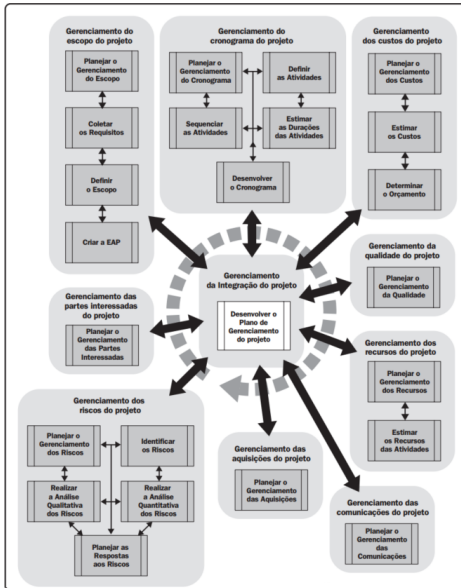 Gerenciamento do
escopo do projeto
Planejar o
Gerenciamento
do Escopo
Coletar
os Requisitos
Definir
o Escopo
Criar a EAP
Gerenciamento do
cronograma do projeto
Planejar o
Gerenciamento
do Cronograma
Definir
as Atividades
Sequenciar
as Atividades
Estimar
as Durações
das Atividades
Desenvolver
o Cronograma
Gerenciamento
dos custos do projeto
Planejar o
Gerenciamento
dos Custos
Estimar
os Custos
Determinar
o Orçamento
Gerenciamento da
qualidade do projeto
Planejar o
Gerenciamento
da Qualidade
Gerenciamento
da Integração do projeto
Desenvolver o
Plano de
Gerenciamento
do projeto
Gerenciamento das
partes interessadas
do projeto
Planejar o
Gerenciamento
das Partes
Interessadas
Gerenciamento dos
recursos do projeto
Planejar o
Gerenciamento
dos Recursos
Estimar
os Recursos
das Atividades
Gerenciamento dos
riscos do projeto
Planejar o
Gerenciamento
dos Riscos
Identificar
os Riscos
Realizar
a Análise
Qualitativa
dos Riscos
Realizar
a Análise
Quantitativa
dos Riscos
Planejar as
Respostas
aos Riscos
Gerenciamento das
aquisições do projeto
Planejar o
Gerenciamento
das Aquisições
Gerenciamento das
comunicações do projeto
Planejar o
Gerenciamento
das
Comunicações